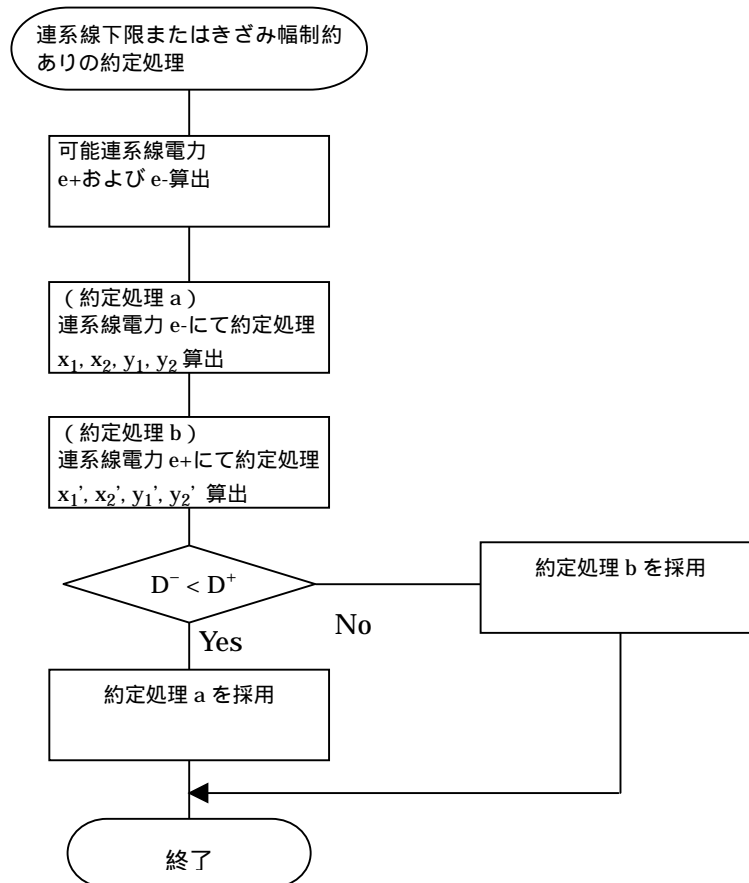 連系線下限またはきざみ幅制約
ありの約定処理
可能連系線電力
e+および e-算出
（約定処理 a）
連系線電力 e-にて約定処理
x₁, x₂, y₁, y₂ 算出
（約定処理 b）
連系線電力 e+にて約定処理
x₁', x₂', y₁', y₂' 算出
D⁻ < D⁺
No
Yes
約定処理 b を採用
約定処理 a を採用
終了